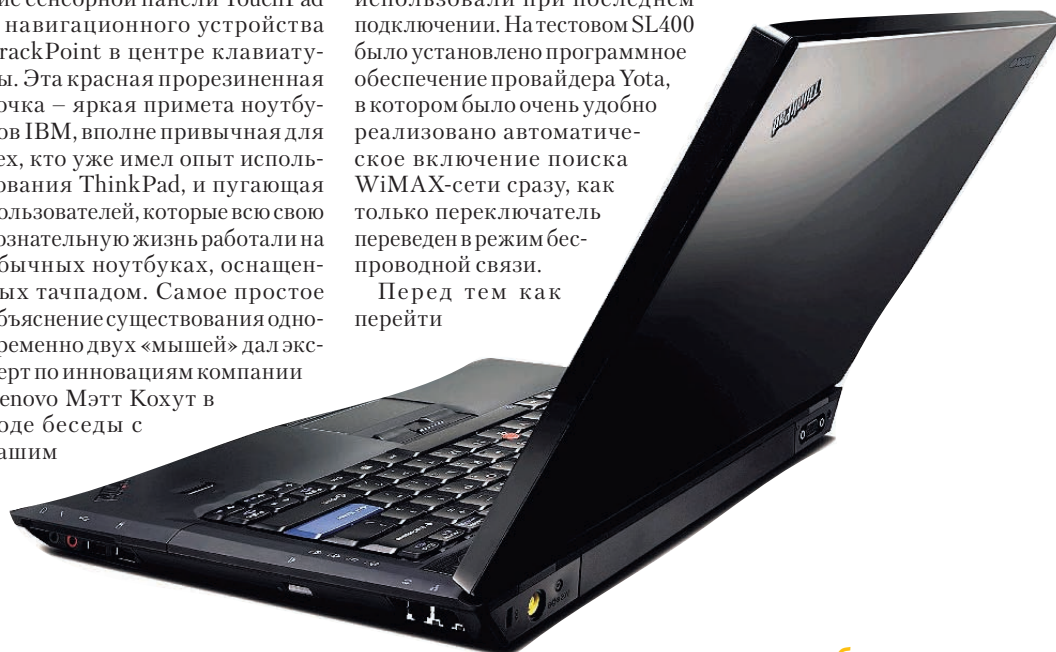 ие сенсорной панели TouchPad
навигационного устройства
rackPoint в центре клавиату-
ы. Эта красная прорезиненная
очка – яркая примета ноутбу-
ов IBM, вполне привычная для
ех, кто уже имел опыт исполь-
ования ThinkPad, и пугающая
ользователей, которые всю свою
ознательную жизнь работали на
бычных ноутбуках, оснащен-
ых тачпадом. Самое простое
бъяснение существования одно-
ременно двух «мышей» дал экс-
ерт по инновациям компании
enovo Мэтт Кохут в
оде беседы с
ашим
использовали при последнем
подключении. На тестовом SL400
было установлено программное
обеспечение провайдера Yota,
в котором было очень удобно
реализовано автоматиче-
ское включение поиска
WiMAX-сети сразу, как
только переключатель
переведен в режим бес-
проводной связи.
Перед тем как
перейти
ThinkPad